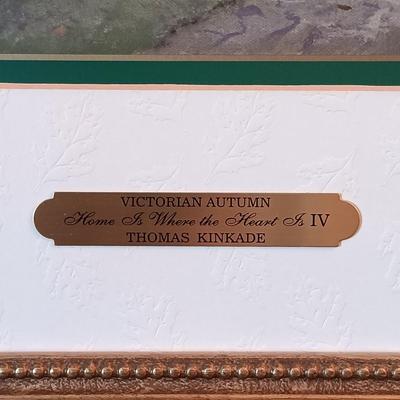 VICTORIAN AUTUMN
Home Is Where the Heart Is IV
THOMAS KINKADE